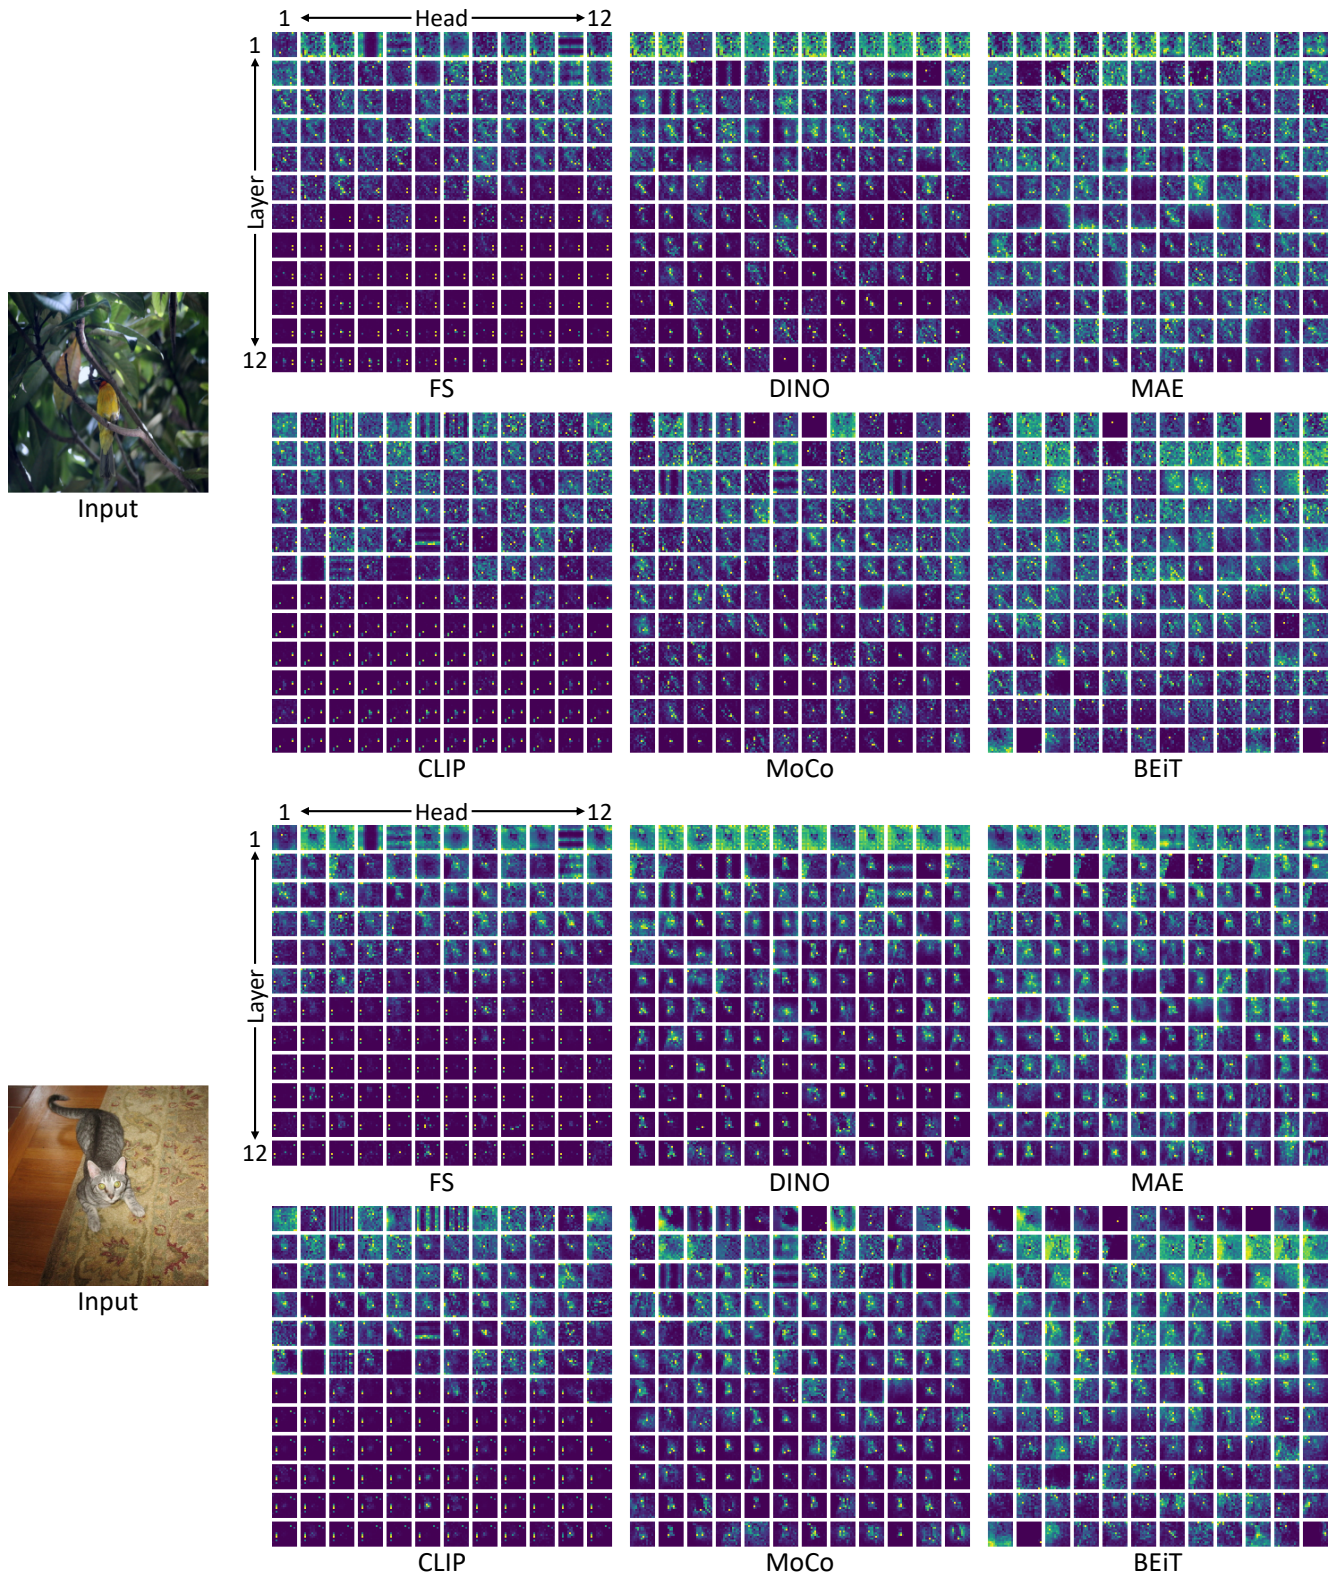 1 Head 12
1
Layer
12
FS DINO MAE
Input
CLIP MoCo BEiT
1 Head 12
1
Layer
12
FS DINO MAE
Input
CLIP MoCo BEiT